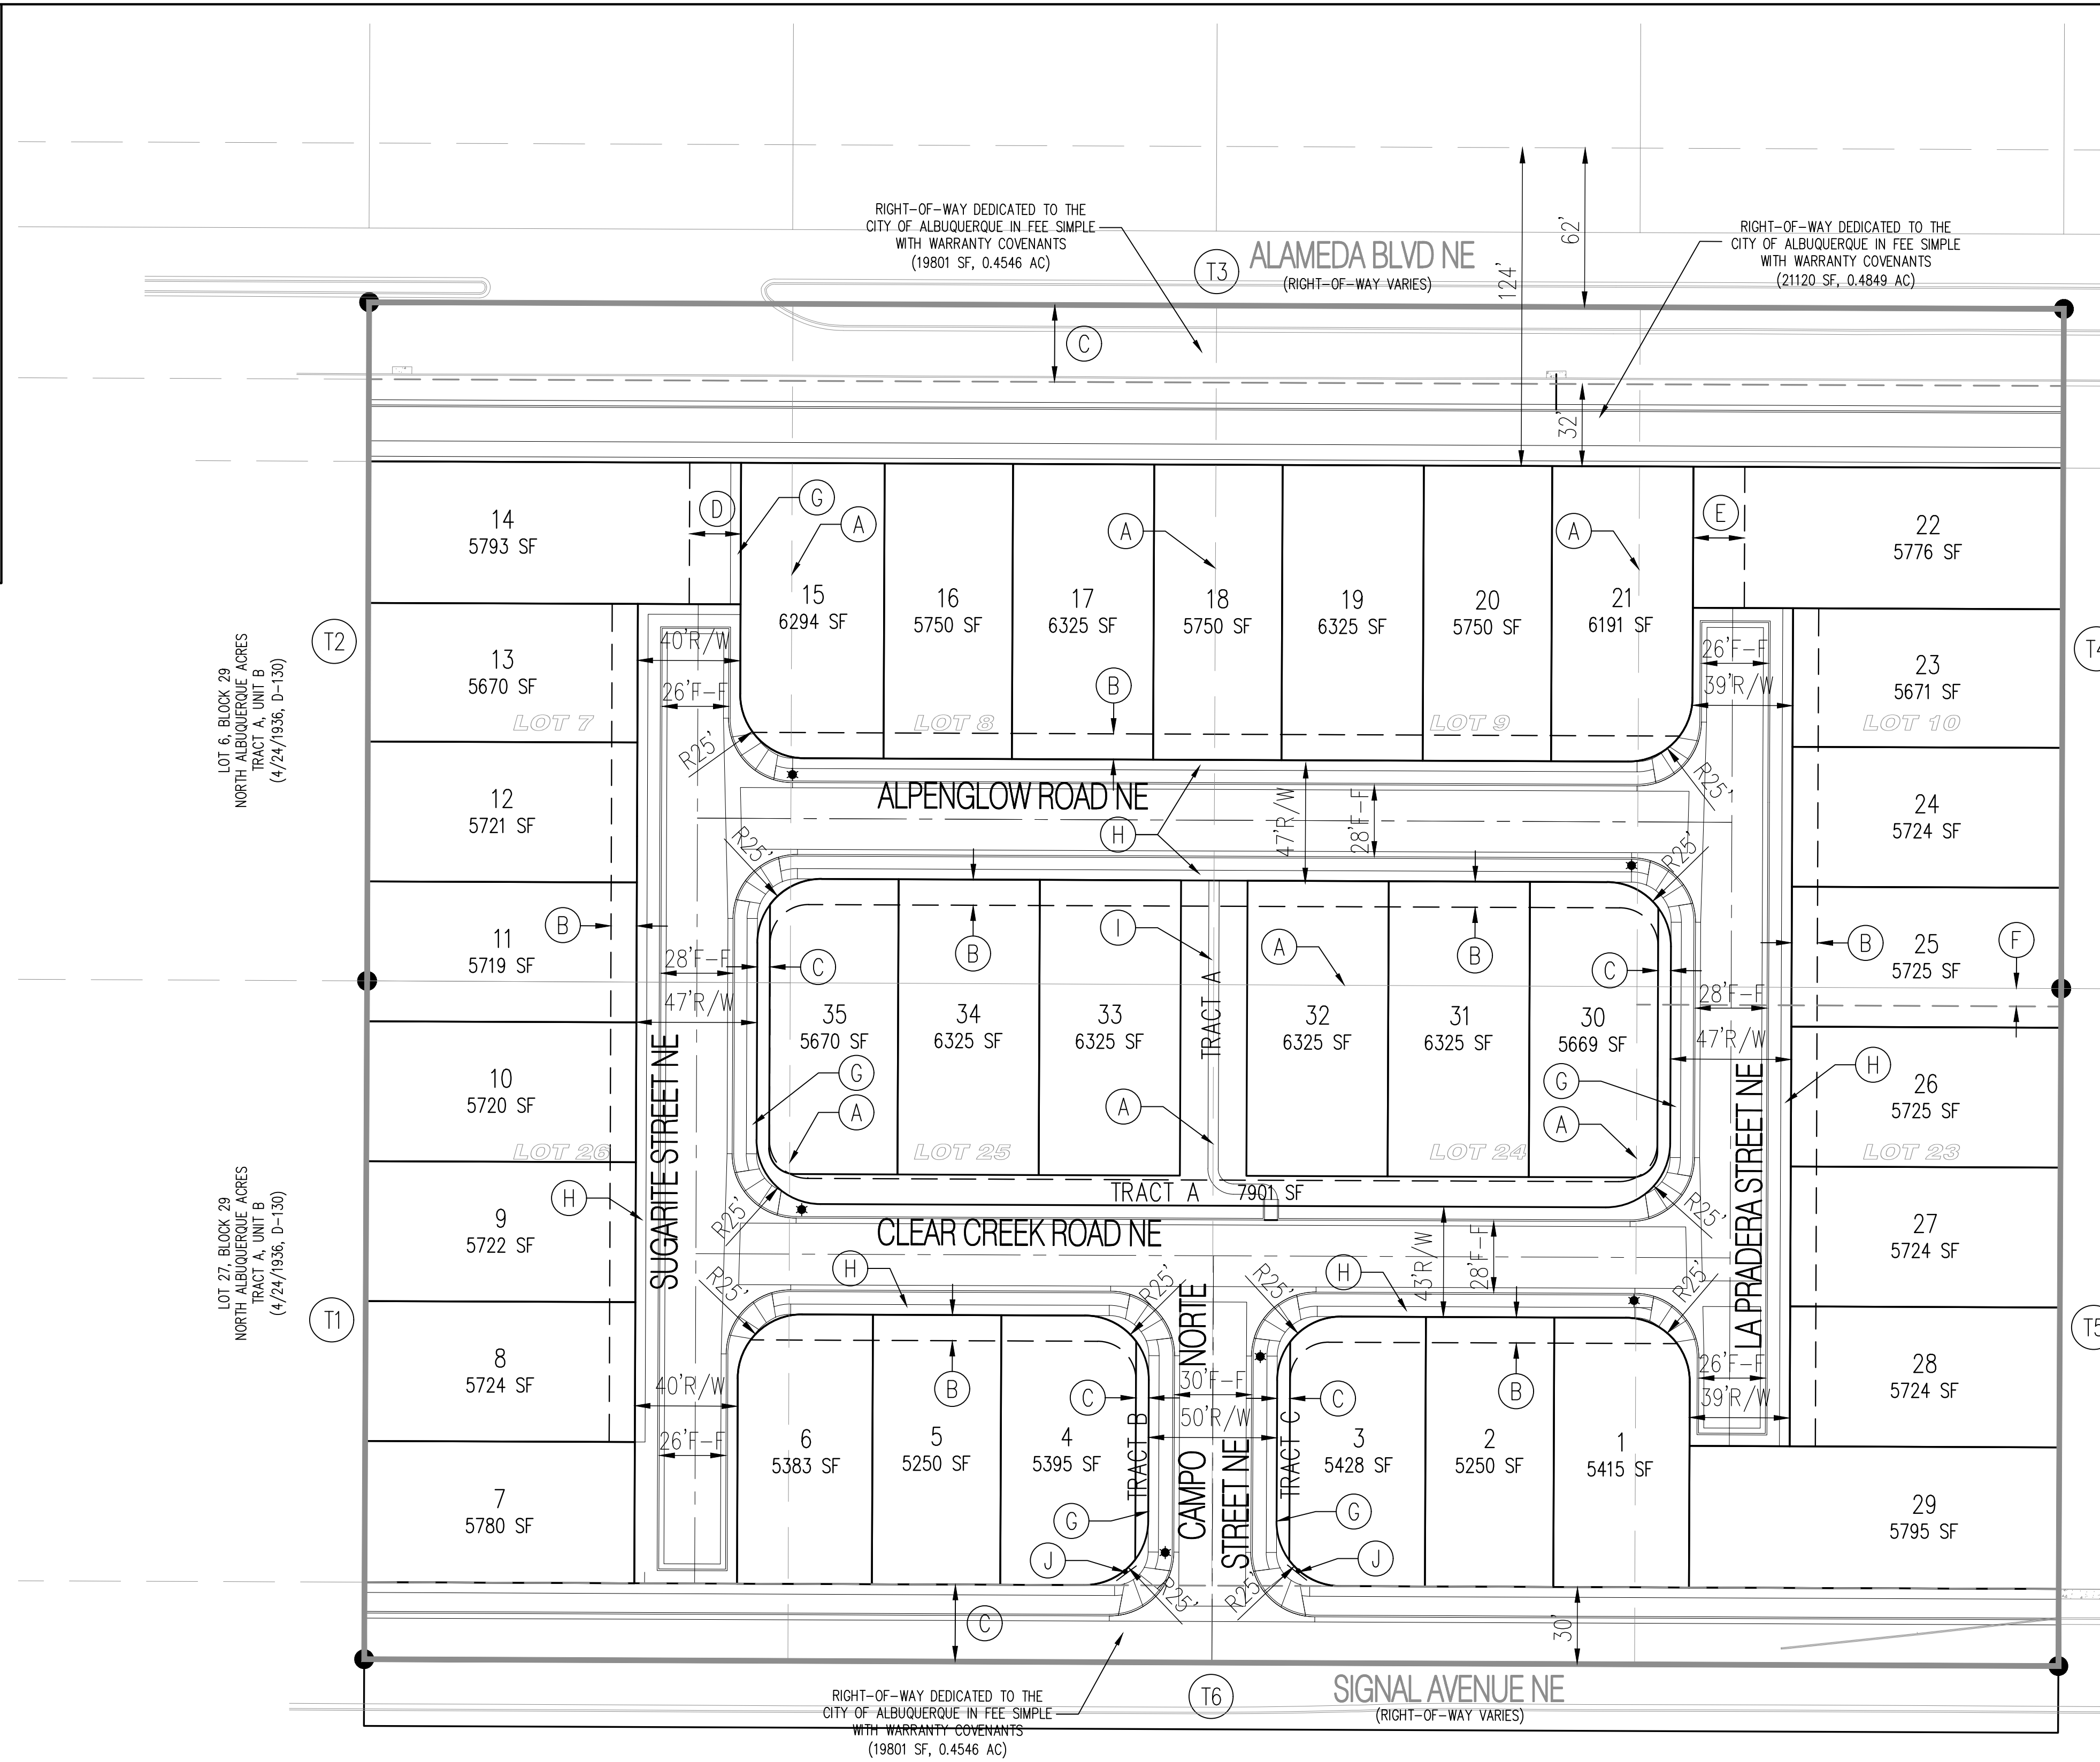 RIGHT-OF-WAY DEDICATED TO THE
CITY OF ALBUQUERQUE IN FEE SIMPLE
WITH WARRANTY COVENANTS
(19801 SF, 0.4546 AC)
T3
ALAMEDA BLVD NE
(RIGHT-OF-WAY VARIES)
124'
62'
RIGHT-OF-WAY DEDICATED TO THE
CITY OF ALBUQUERQUE IN FEE SIMPLE
WITH WARRANTY COVENANTS
(21120 SF, 0.4849 AC)
C
32'
14
5793 SF
D
G
A
15
6294 SF
16
5750 SF
17
6325 SF
A
18
5750 SF
19
6325 SF
20
5750 SF
A
21
6191 SF
E
22
5776 SF
T2
LOT 6, BLOCK 29
NORTH ALBUQUERQUE ACRES
TRACT A, UNIT B
(4/24/1936, D-130)
13
5670 SF
LOT 7
40'R/W
26'F-F
R25'
LOT 8
B
LOT 9
26'F-F
39'R/W
R25'
23
5671 SF
LOT 10
T4
12
5721 SF
ALPENGLOW ROAD NE
H
47'R/W
28'F-F
R25'
R25'
24
5724 SF
11
5719 SF
B
28'F-F
47'R/W
C
B
I
A
B
C
28'F-F
47'R/W
B
25
5725 SF
F
35
5670 SF
34
6325 SF
33
6325 SF
TRACT A
32
6325 SF
31
6325 SF
30
5669 SF
10
5720 SF
LOT 26
SUGARITE STREET NE
G
A
LOT 25
A
LOT 24
G
A
LA PRADERA STREET NE
H
26
5725 SF
LOT 23
LOT 27, BLOCK 29
NORTH ALBUQUERQUE ACRES
TRACT A, UNIT B
(4/24/1936, D-130)
T1
9
5722 SF
H
R25'
TRACT A
7901 SF
R25'
CLEAR CREEK ROAD NE
43'R/W
28'F-F
27
5724 SF
T5
8
5724 SF
R25'
H
R25'
R25'
H
R25'
40'R/W
26'F-F
B
C
30'F-F
50'R/W
C
B
26'F-F
39'R/W
28
5724 SF
6
5383 SF
5
5250 SF
4
5395 SF
TRACT B
CAMPO NORTE
STREET NE
TRACT C
3
5428 SF
2
5250 SF
1
5415 SF
7
5780 SF
G
J
G
J
29
5795 SF
R25'
R25'
C
30'
RIGHT-OF-WAY DEDICATED TO THE
CITY OF ALBUQUERQUE IN FEE SIMPLE
WITH WARRANTY COVENANTS
(19801 SF, 0.4546 AC)
T6
SIGNAL AVENUE NE
(RIGHT-OF-WAY VARIES)